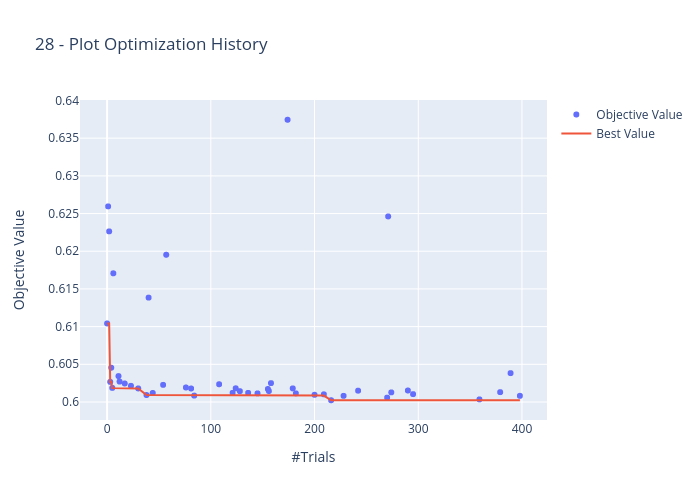 28 - Plot Optimization History
Objective Value
Best Value
0.64
0.635
0.63
0.625
0.62
0.615
0.61
0.605
0.6
Objective Value
0
100
200
300
400
#Trials